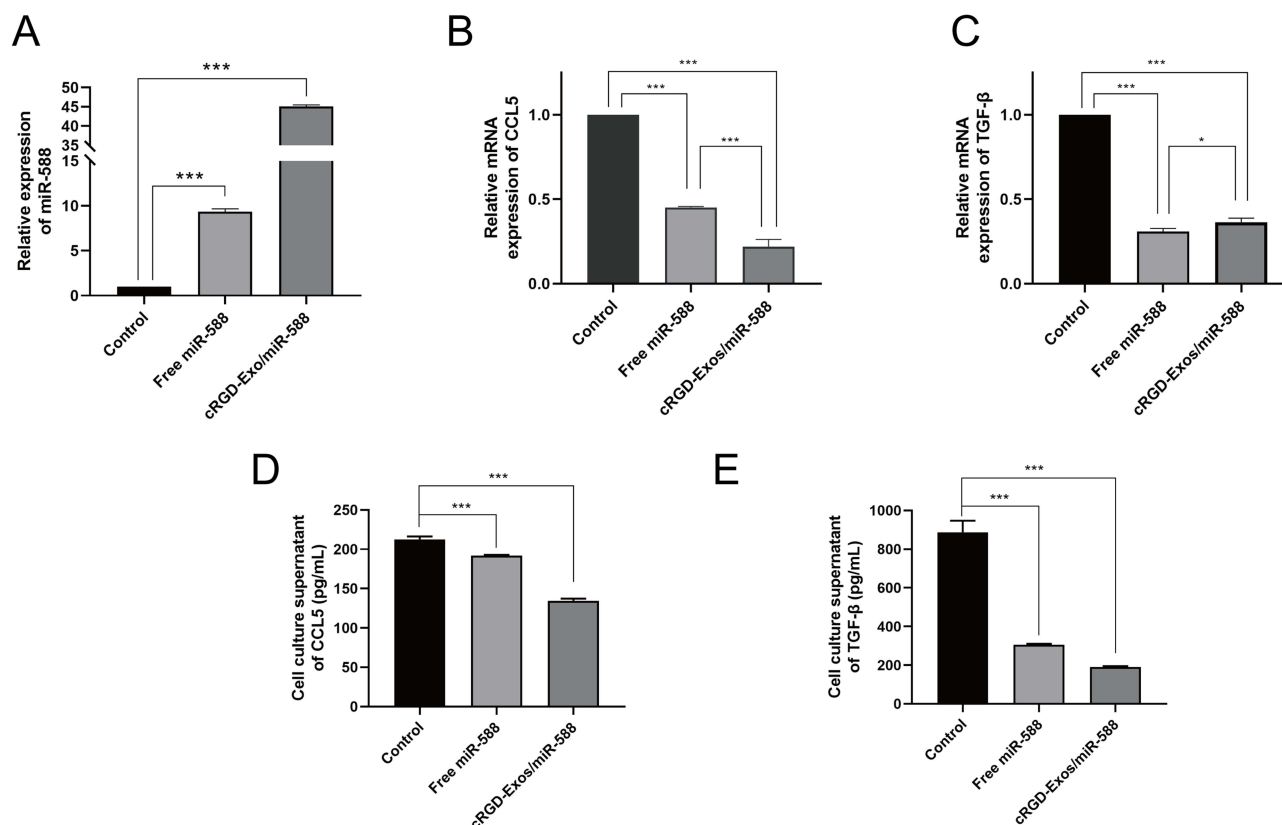 A
Relative expression
of miR-588
50
45
40
35
15
10
5
0
***
***
Control
Free miR-588
cRGD-Exo/miR-588
B
Relative mRNA
expression of CCL5
1.0
0.5
0.0
***
***
***
Control
Free miR-588
cRGD-Exos/miR-588
C
Relative mRNA
expression of TGF-β
1.0
0.5
0.0
***
***
*
Control
Free miR-588
cRGD-Exos/miR-588
D
Cell culture supernatant
of CCL5 (pg/mL)
250
200
150
100
50
0
***
***
Control
Free miR-588
cRGD-Exos/miR-588
E
Cell culture supernatant
of TGF-β (pg/mL)
1000
800
600
400
200
0
***
***
Control
Free miR-588
cRGD-Exos/miR-588